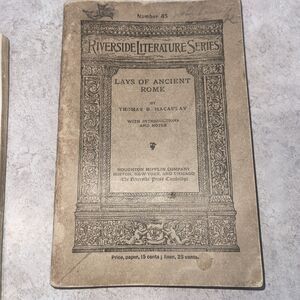 Number 45
RIVERSIDE LITERATURE SERIES
LAYS OF ANCIENT
ROME
BY
THOMAS B. MACAULAY
WITH INTRODUCTIONS
AND NOTES
HOUGHTON MIFFLIN COMPANY
BOSTON, NEW YORK, AND CHICAGO
The Riverside Press Cambridge
Price, paper, 15 cents; linen, 25 cents.